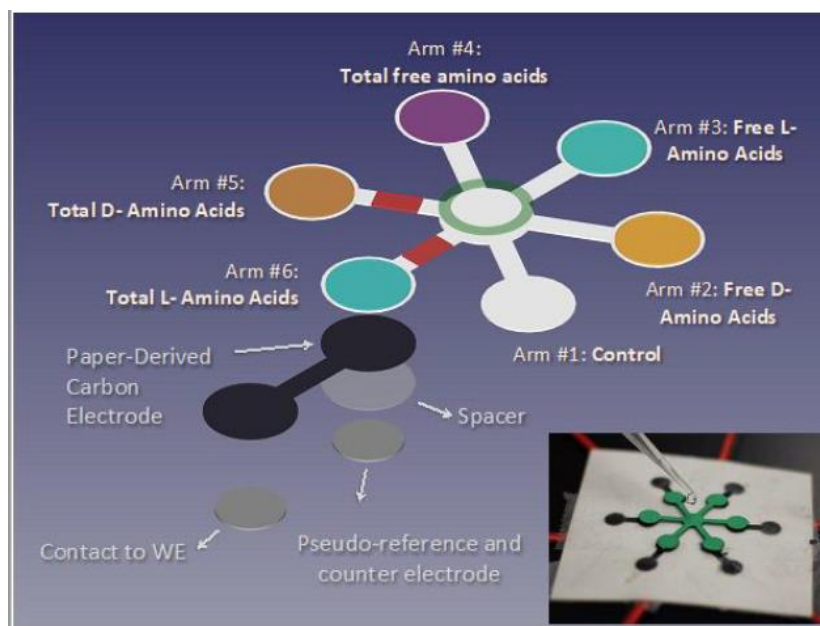 Arm #4:
Total free amino acids
Arm #3: Free L-
Amino Acids
Arm #5:
Total D- Amino Acids
Arm #6:
Total L- Amino Acids
Arm #2: Free D-
Amino Acids
Arm #1: Control
Paper-Derived
Carbon
Electrode
Spacer
Contact to WE
Pseudo-reference and
counter electrode